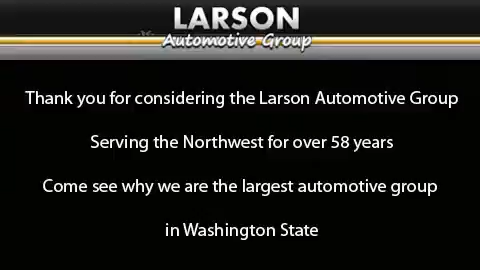 LARSON
Automotive Group
Thank you for considering the Larson Automotive Group
Serving the Northwest for over 58 years
Come see why we are the largest automotive group
in Washington State